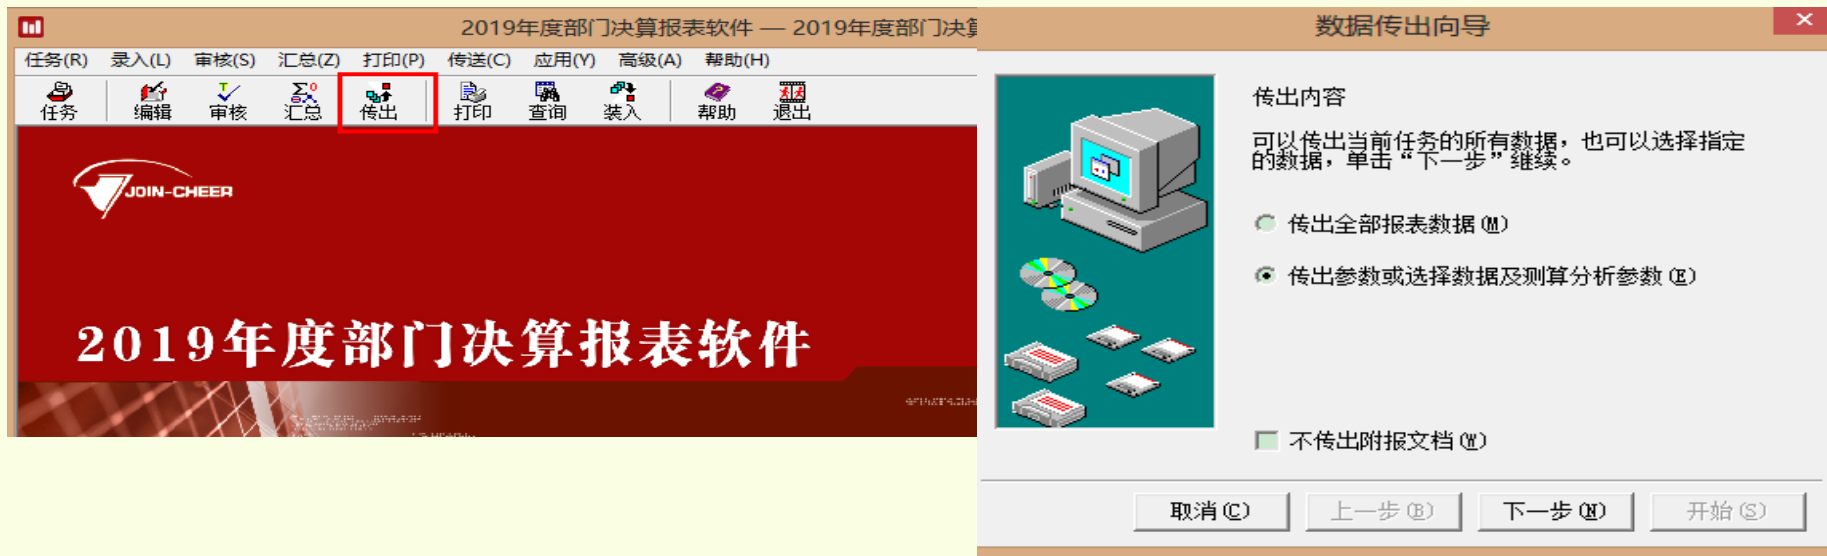 2019年度部门决算报表软件 — 2019年度部门决算
任务(R) 录入(L) 审核(S) 汇总(Z) 打印(P) 传送(C) 应用(Y) 高级(A) 帮助(H)
任务 编辑 审核 汇总 传出 打印 查询 装入 帮助 退出
JOIN-CHEER
2019年度部门决算报表软件
数据传出向导
传出内容
可以传出当前任务的所有数据，也可以选择指定
的数据，单击“下一步”继续。
传出全部报表数据(M)
传出参数或选择数据及测算分析参数(E)
不传出附报文档(W)
取消(C) 上一步(B) 下一步(N) 开始(S)